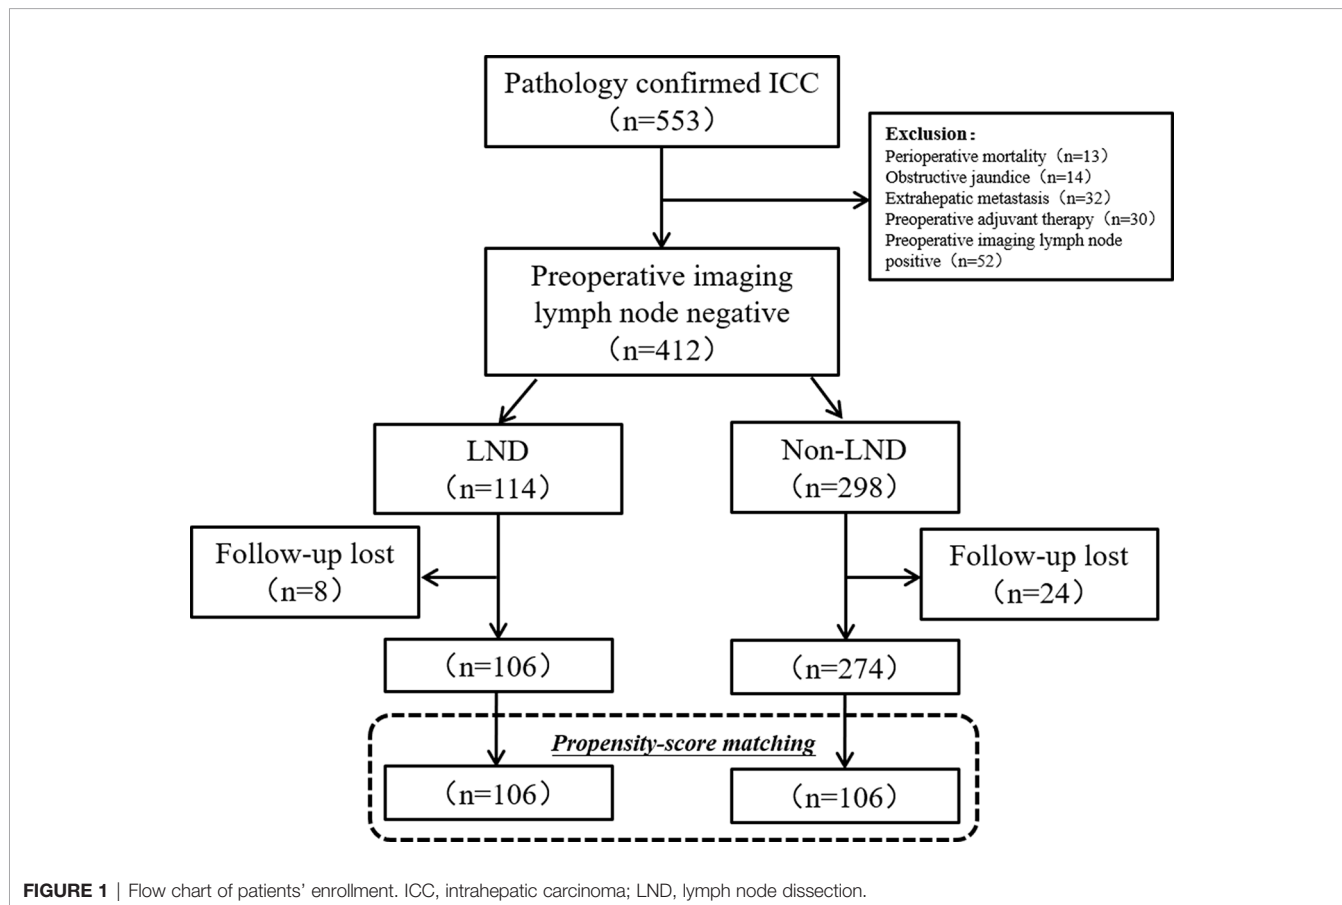 Pathology confirmed ICC
（n=553）
Exclusion：
Perioperative mortality（n=13）
Obstructive jaundice（n=14）
Extrahepatic metastasis（n=32）
Preoperative adjuvant therapy（n=30）
Preoperative imaging lymph node
positive（n=52）
Preoperative imaging
lymph node negative
（n=412）
LND
（n=114）
Non-LND
（n=298）
Follow-up lost
（n=8）
Follow-up lost
（n=24）
（n=106）
（n=274）
Propensity-score matching
（n=106）
（n=106）
FIGURE 1 | Flow chart of patients’ enrollment. ICC, intrahepatic carcinoma; LND, lymph node dissection.